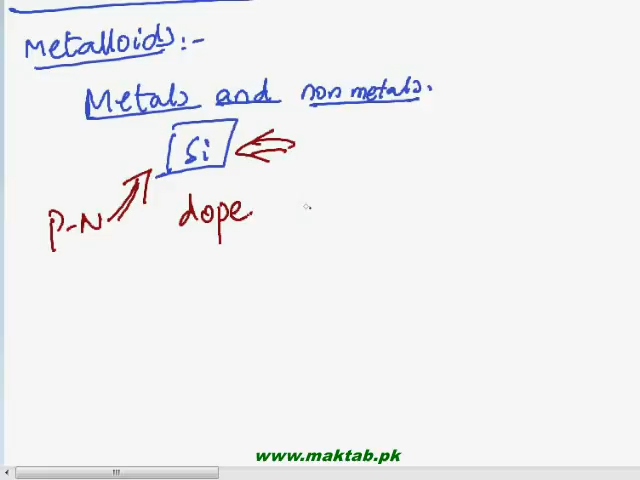 Metalloids:-
Metals and non metals.
Si
P-N
dope
www.maktab.pk